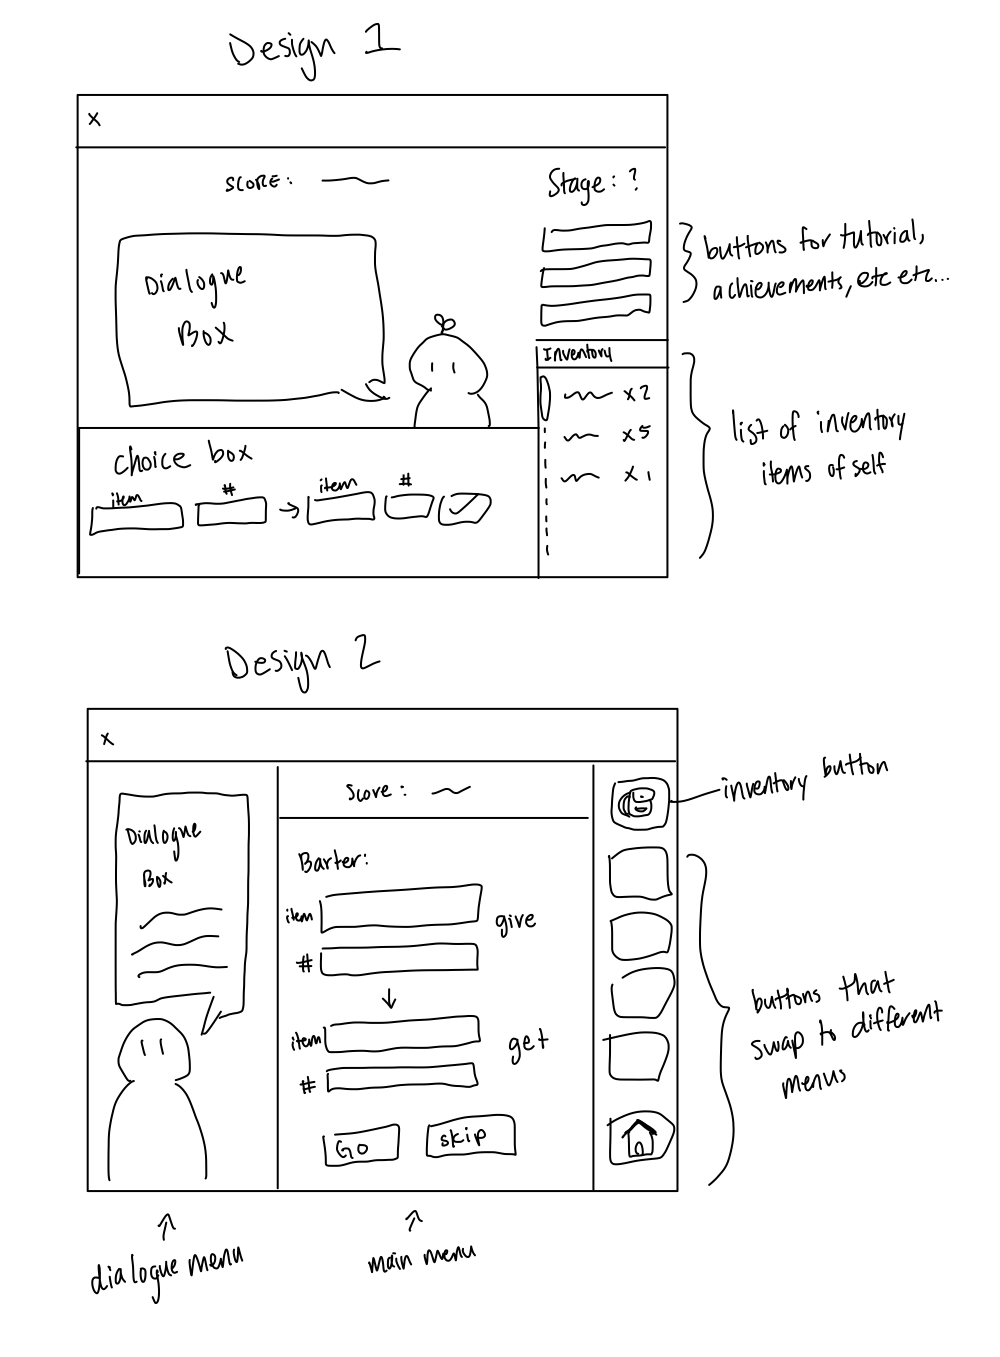 Design 1
x
SCORE:
Stage: ?
Dialogue
Box
buttons for tutorial,
achievements, etc etc...
Inventory
x2
x5
x1
list of inventory
items of self
choice box
item # → item #
Design 2
x
Score:
inventory button
Dialogue
Box
Barter:
item
give
#
↓
item
get
#
Go
skip
buttons that
swap to different
menus
dialogue menu
main menu